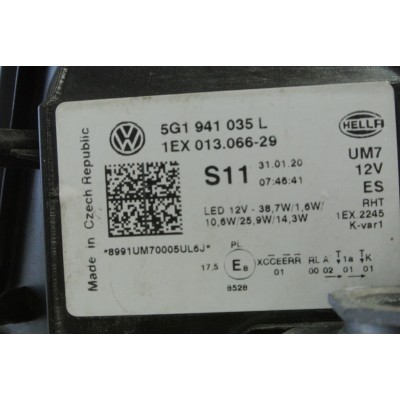 Made in Czech Republic
5G1 941 035 L
1EX 013.066-29
HELLA
S11
31.01.20
07:46:41
UM7
12V
ES
RHT
1EX 2245
K-var1
LED 12V - 38,7W/1,6W/
10,6W/25,9W/14,3W
*8991UM70005UL6J*
PL
17,5 E8 XCCEERR RL A 1a K
01 00 02 01 01
8528